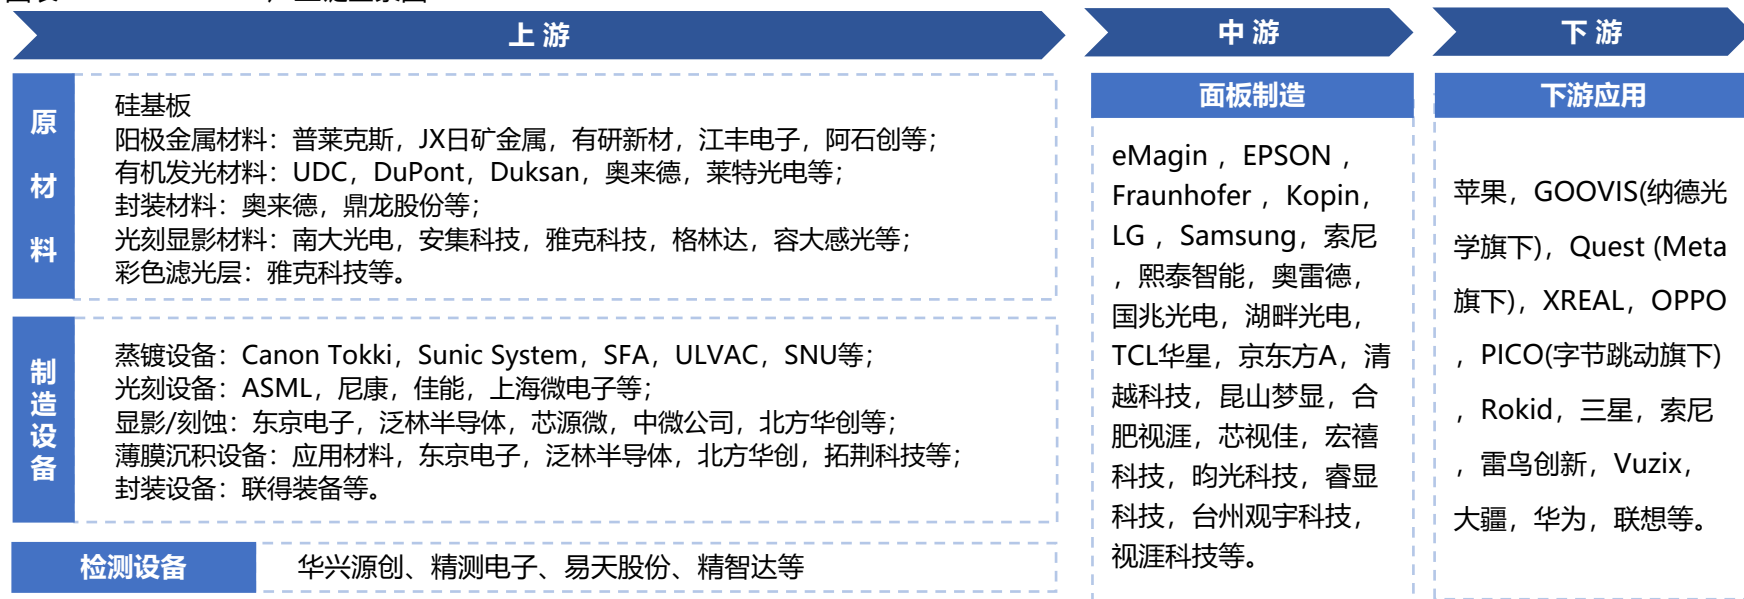 上 游
原材料
硅基板
阳极金属材料：普莱克斯，JX日矿金属，有研新材，江丰电子，阿石创等；
有机发光材料：UDC，DuPont，Duksan，奥来德，莱特光电等；
封装材料：奥来德，鼎龙股份等；
光刻显影材料：南大光电，安集科技，雅克科技，格林达，容大感光等；
彩色滤光层：雅克科技等。
制造设备
蒸镀设备：Canon Tokki，Sunic System，SFA，ULVAC，SNU等；
光刻设备：ASML，尼康，佳能，上海微电子等；
显影/刻蚀：东京电子，泛林半导体，芯源微，中微公司，北方华创等；
薄膜沉积设备：应用材料，东京电子，泛林半导体，北方华创，拓荆科技等；
封装设备：联得装备等。
检测设备
华兴源创、精测电子、易天股份、精智达等
中 游
面板制造
eMagin ，EPSON ，
Fraunhofer ，Kopin，
LG ，Samsung，索尼
，熙泰智能，奥雷德，
国兆光电，湖畔光电，
TCL华星，京东方A，清
越科技，昆山梦显，合
肥视涯，芯视佳，宏禧
科技，昀光科技，睿显
科技，台州观宇科技，
视涯科技等。
下 游
下游应用
苹果，GOOVIS(纳德光
学旗下)，Quest (Meta
旗下)，XREAL，OPPO
，PICO(字节跳动旗下)
，Rokid，三星，索尼
，雷鸟创新，Vuzix，
大疆，华为，联想等。